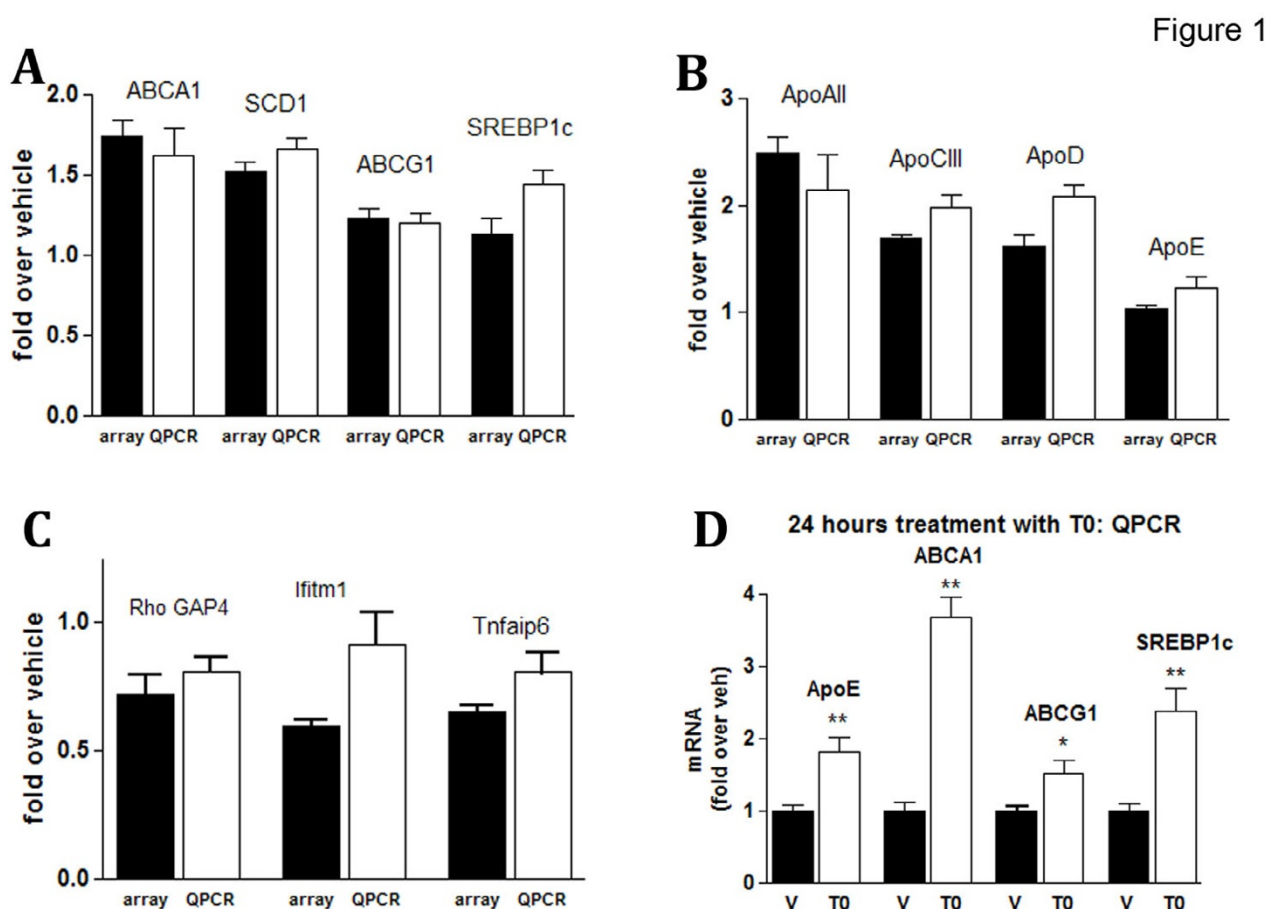 Figure 1
A
ABCA1
SCD1
ABCG1
SREBP1c
fold over vehicle
2.0
1.5
1.0
0.5
0.0
array QPCR array QPCR array QPCR array QPCR
B
ApoAII
ApoCIII
ApoD
ApoE
fold over vehicle
3
2
1
0
array QPCR array QPCR array QPCR array QPCR
C
Rho GAP4
Ifitm1
Tnfaip6
fold over vehicle
1.0
0.5
0.0
array QPCR array QPCR array QPCR
D
24 hours treatment with T0: QPCR
ABCA1
**
SREBP1c
**
ApoE
**
ABCG1
*
mRNA
(fold over veh)
4
3
2
1
0
V T0 V T0 V T0 V T0